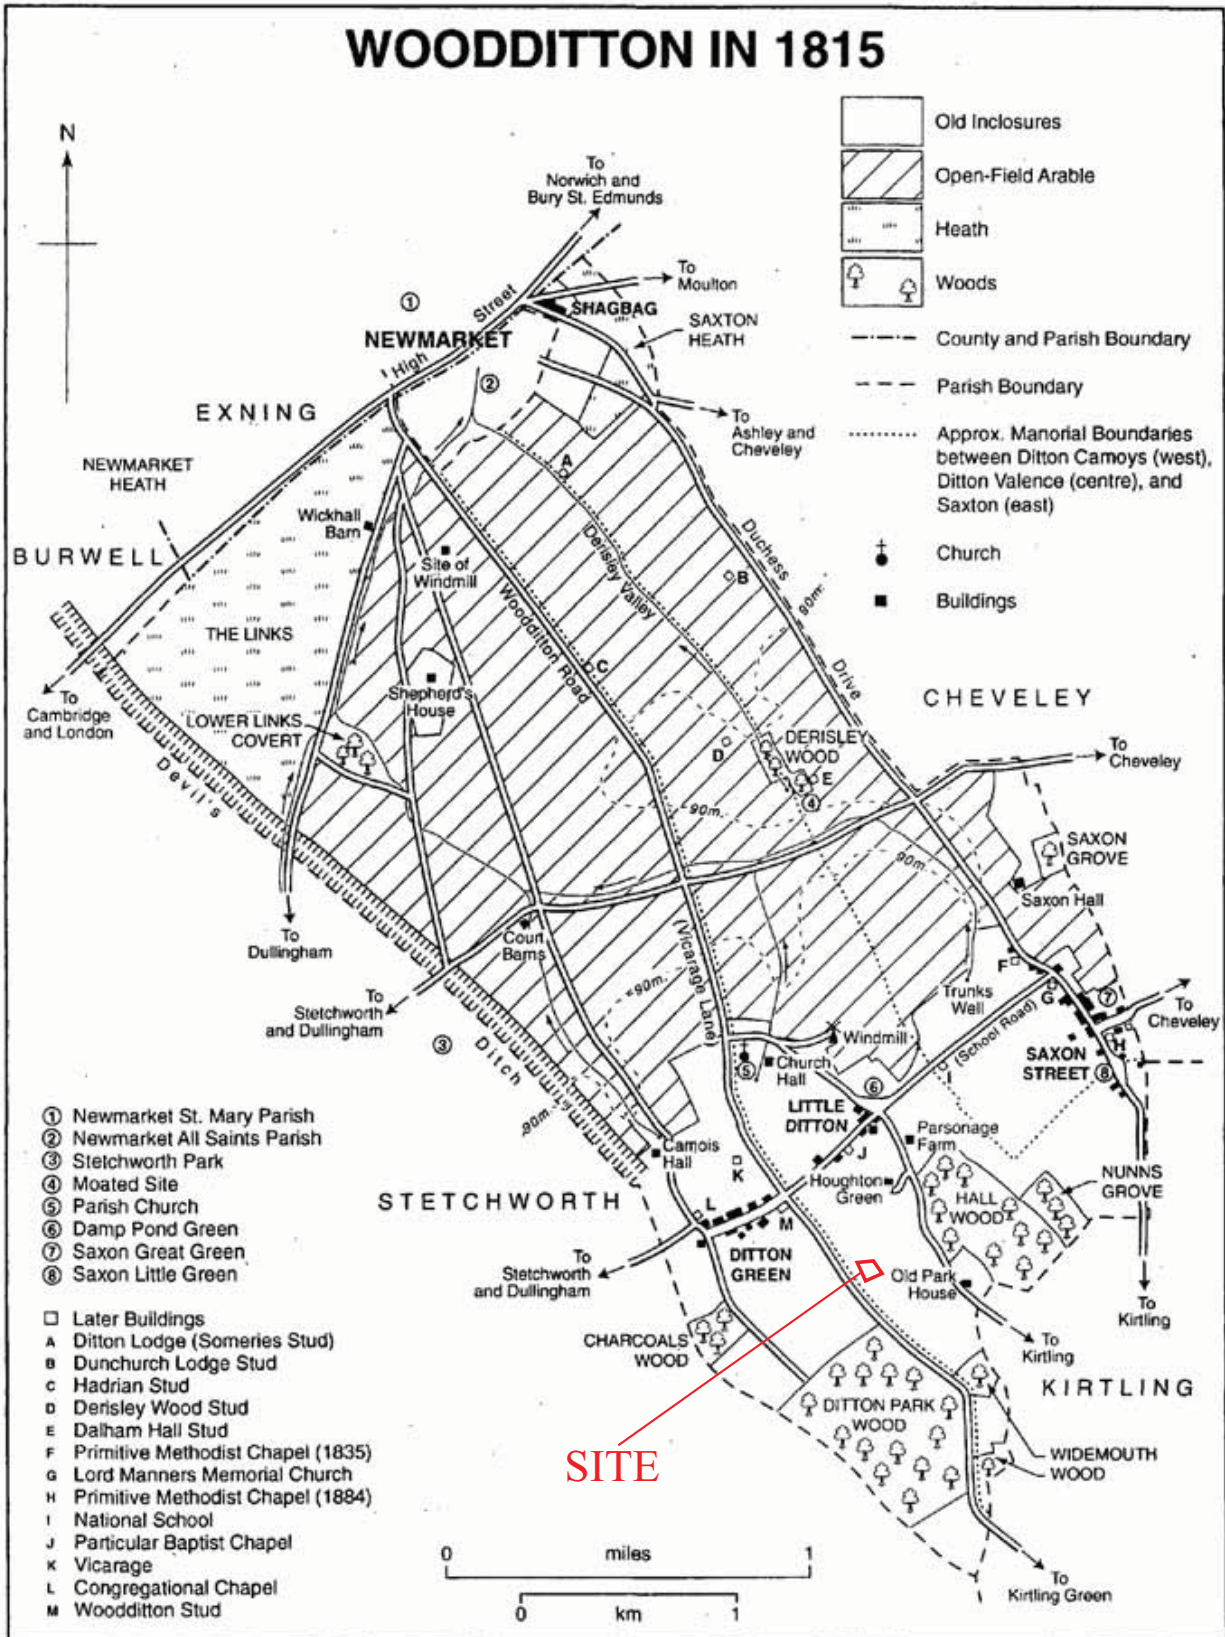 WOODDITTON IN 1815
N
Old Inclosures
Open-Field Arable
Heath
Woods
County and Parish Boundary
Parish Boundary
Approx. Manorial Boundaries
between Ditton Camoys (west),
Ditton Valence (centre), and
Saxton (east)
Church
Buildings
To
Norwich and
Bury St. Edmunds
To
Moulton
SHAGBAG
SAXTON
HEATH
1
High Street
NEWMARKET
2
To
Ashley and
Cheveley
EXNING
NEWMARKET
HEATH
BURWELL
A
Wickhall
Barn
Site of
Windmill
Derisley
Valley
Duchess
Drive
B
90m.
THE LINKS
Woodditton Road
C
Shepherd's
House
To
Cambridge
and London
LOWER LINKS
COVERT
CHEVELEY
DERISLEY
WOOD
D
E
4
To
Cheveley
Devil's
Ditch
90m.
90m.
SAXON
GROVE
Saxon Hall
To
Dullingham
Court
Barns
(Vicarage Lane)
90m.
F
Trunks
Well
G
7
To
Cheveley
To
Stetchworth
and Dullingham
3
Windmill
(School Road)
H
5
Church
Hall
6
SAXON
STREET
8
90m.
LITTLE
DITTON
Camois
Hall
K
J
Parsonage
Farm
Houghton
Green
HALL
WOOD
NUNNS
GROVE
STETCHWORTH
L
M
DITTON
GREEN
To
Stetchworth
and Dullingham
Old Park
House
To
Kirtling
To
Kirtling
CHARCOALS
WOOD
KIRTLING
DITTON PARK
WOOD
WIDEMOUTH
WOOD
SITE
To
Kirtling Green
1 Newmarket St. Mary Parish
2 Newmarket All Saints Parish
3 Stetchworth Park
4 Moated Site
5 Parish Church
6 Damp Pond Green
7 Saxon Great Green
8 Saxon Little Green
Later Buildings
A Ditton Lodge (Someries Stud)
B Dunchurch Lodge Stud
C Hadrian Stud
D Derisley Wood Stud
E Dalham Hall Stud
F Primitive Methodist Chapel (1835)
G Lord Manners Memorial Church
H Primitive Methodist Chapel (1884)
I National School
J Particular Baptist Chapel
K Vicarage
L Congregational Chapel
M Woodditton Stud
0 miles 1
0 km 1